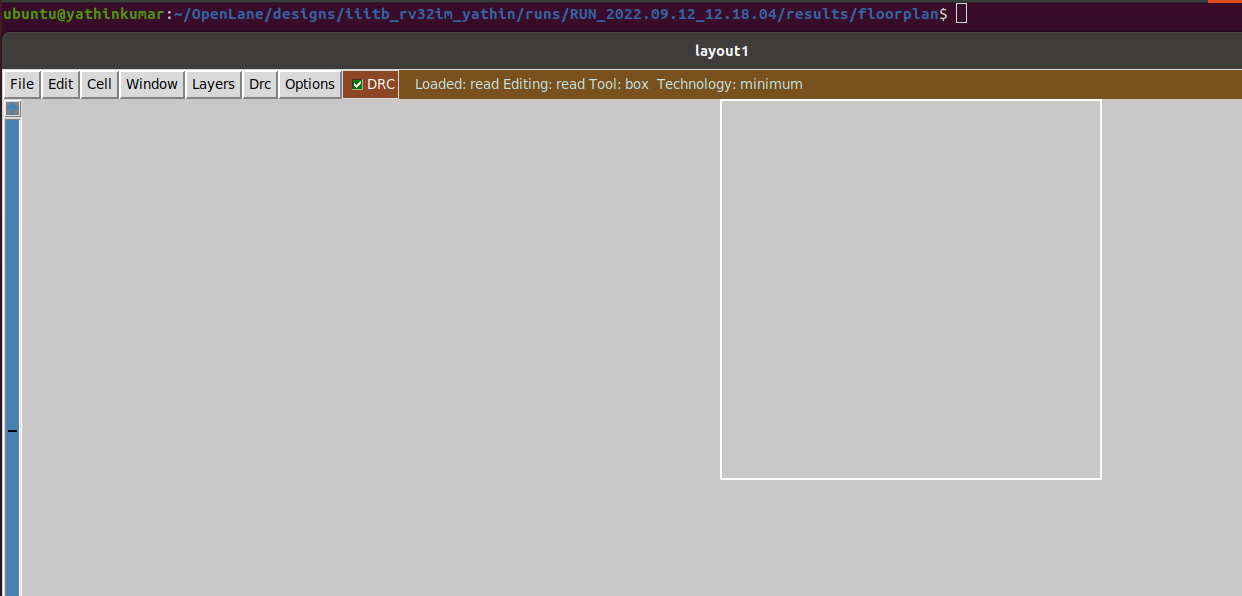 ubuntu@yathinkumar:~/OpenLane/designs/iiitb_rv32im_yathin/runs/RUN_2022.09.12_12.18.04/results/floorplan$
layout1
File Edit Cell Window Layers Drc Options DRC Loaded: read Editing: read Tool: box Technology: minimum